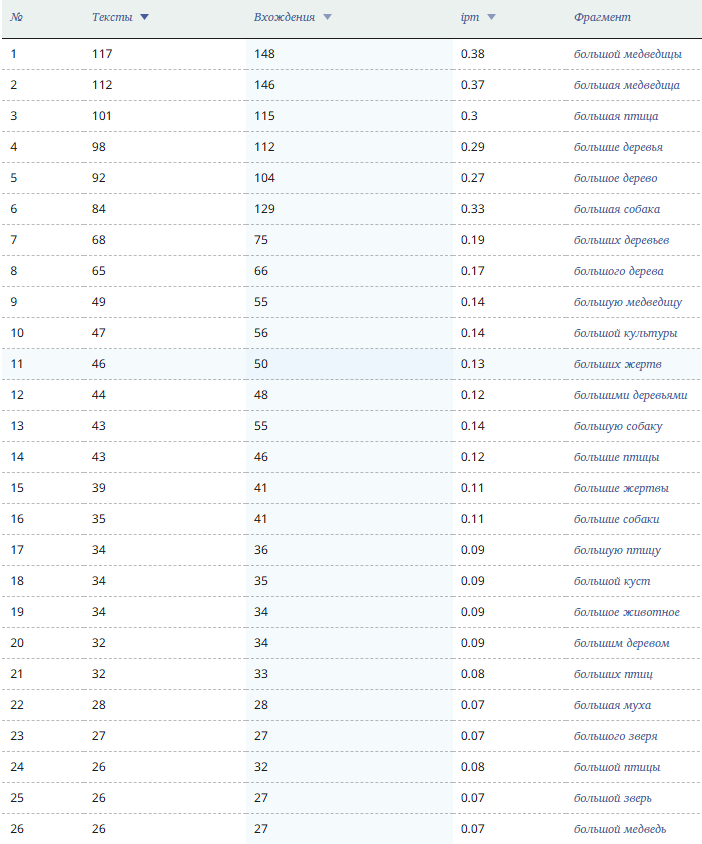 № Тексты Вхождения ipm Фрагмент
1 117 148 0.38 большой медведицы
2 112 146 0.37 большая медведица
3 101 115 0.3 большая птица
4 98 112 0.29 большие деревья
5 92 104 0.27 большое дерево
6 84 129 0.33 большая собака
7 68 75 0.19 больших деревьев
8 65 66 0.17 большого дерева
9 49 55 0.14 большую медведицу
10 47 56 0.14 большой культуры
11 46 50 0.13 больших жертв
12 44 48 0.12 большими деревьями
13 43 55 0.14 большую собаку
14 43 46 0.12 большие птицы
15 39 41 0.11 большие жертвы
16 35 41 0.11 большие собаки
17 34 36 0.09 большую птицу
18 34 35 0.09 большой куст
19 34 34 0.09 большое животное
20 32 34 0.09 большим деревом
21 32 33 0.08 больших птиц
22 28 28 0.07 большая муха
23 27 27 0.07 большого зверя
24 26 32 0.08 большой птицы
25 26 27 0.07 большой зверь
26 26 27 0.07 большой медведь